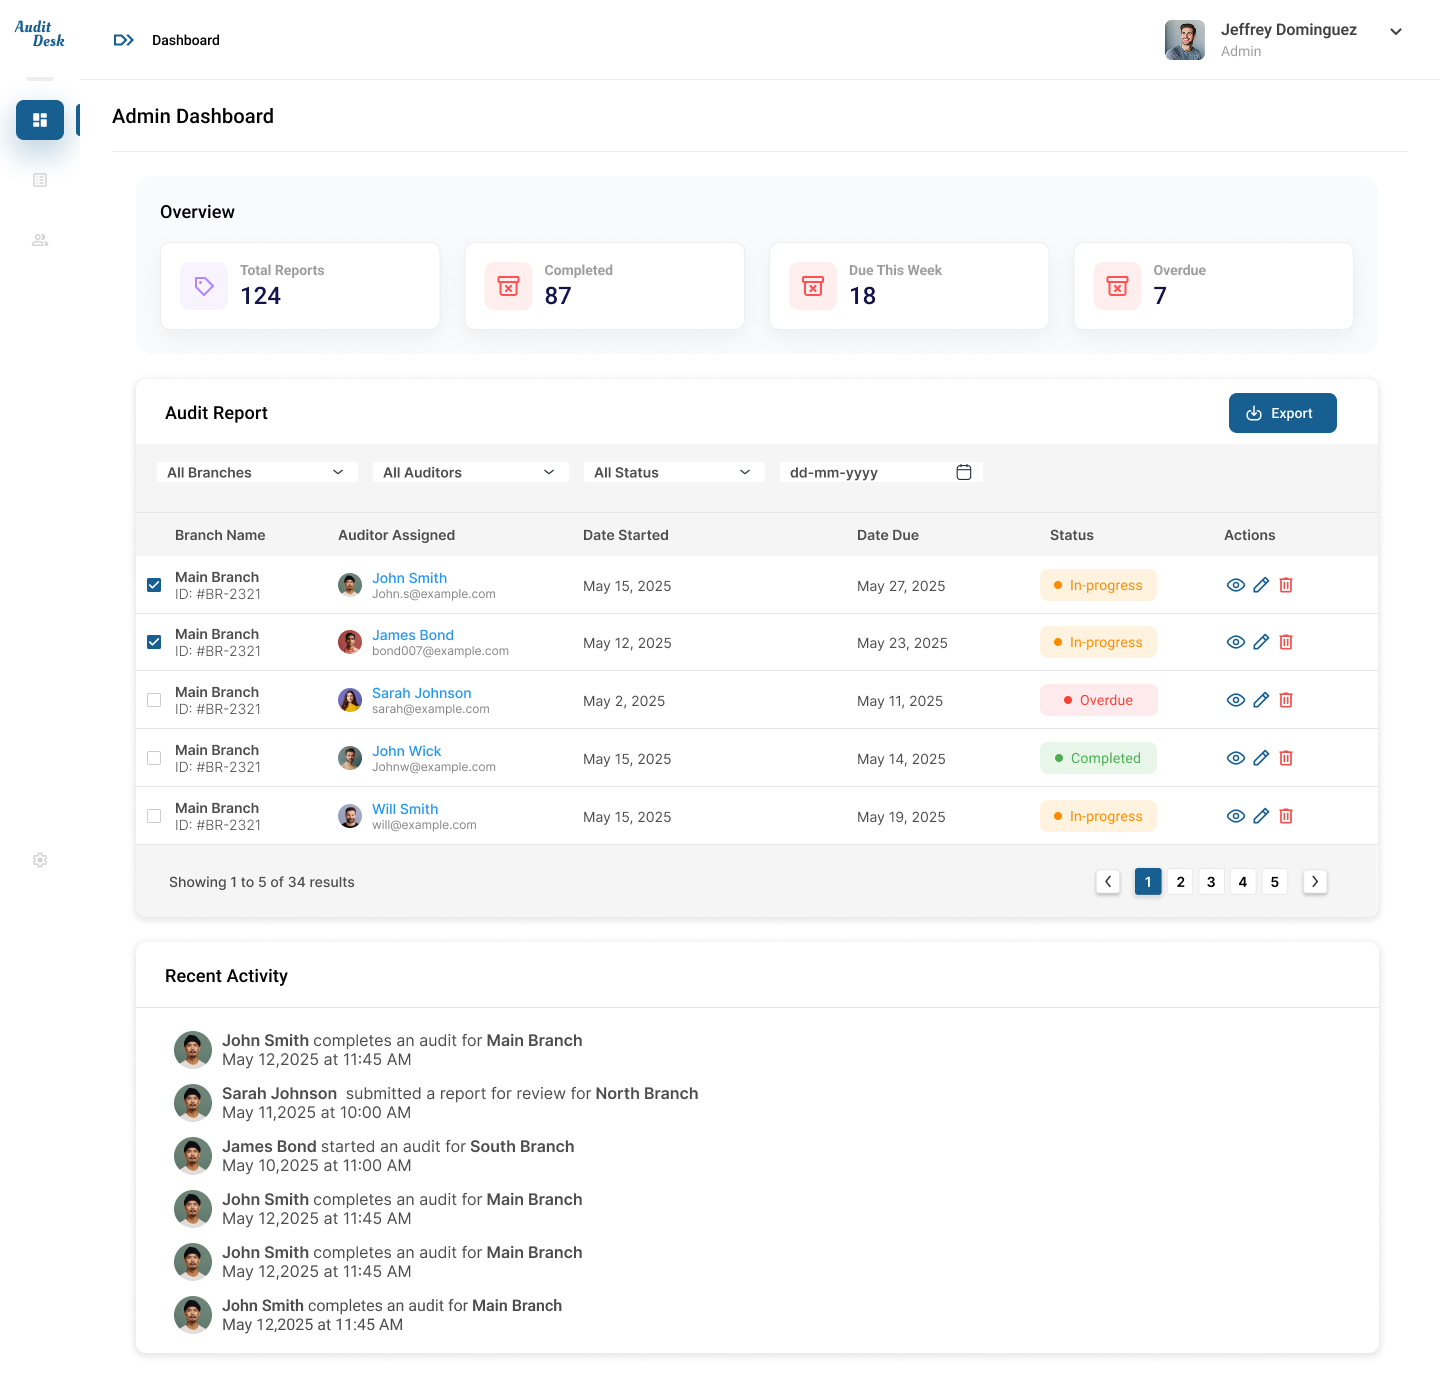 Audit
Desk
Dashboard
Jeffrey Dominguez
Admin
Admin Dashboard
Overview
Total Reports
124
Completed
87
Due This Week
18
Overdue
7
Audit Report
Export
All Branches
All Auditors
All Status
dd-mm-yyyy
Branch Name Auditor Assigned Date Started Date Due Status Actions
Main Branch
ID: #BR-2321
John Smith
John.s@example.com
May 15, 2025
May 27, 2025
In-progress
Main Branch
ID: #BR-2321
James Bond
bond007@example.com
May 12, 2025
May 23, 2025
In-progress
Main Branch
ID: #BR-2321
Sarah Johnson
sarah@example.com
May 2, 2025
May 11, 2025
Overdue
Main Branch
ID: #BR-2321
John Wick
Johnw@example.com
May 15, 2025
May 14, 2025
Completed
Main Branch
ID: #BR-2321
Will Smith
will@example.com
May 15, 2025
May 19, 2025
In-progress
Showing 1 to 5 of 34 results
1 2 3 4 5
Recent Activity
John Smith completes an audit for Main Branch
May 12,2025 at 11:45 AM
Sarah Johnson  submitted a report for review for North Branch
May 11,2025 at 10:00 AM
James Bond started an audit for South Branch
May 10,2025 at 11:00 AM
John Smith completes an audit for Main Branch
May 12,2025 at 11:45 AM
John Smith completes an audit for Main Branch
May 12,2025 at 11:45 AM
John Smith completes an audit for Main Branch
May 12,2025 at 11:45 AM